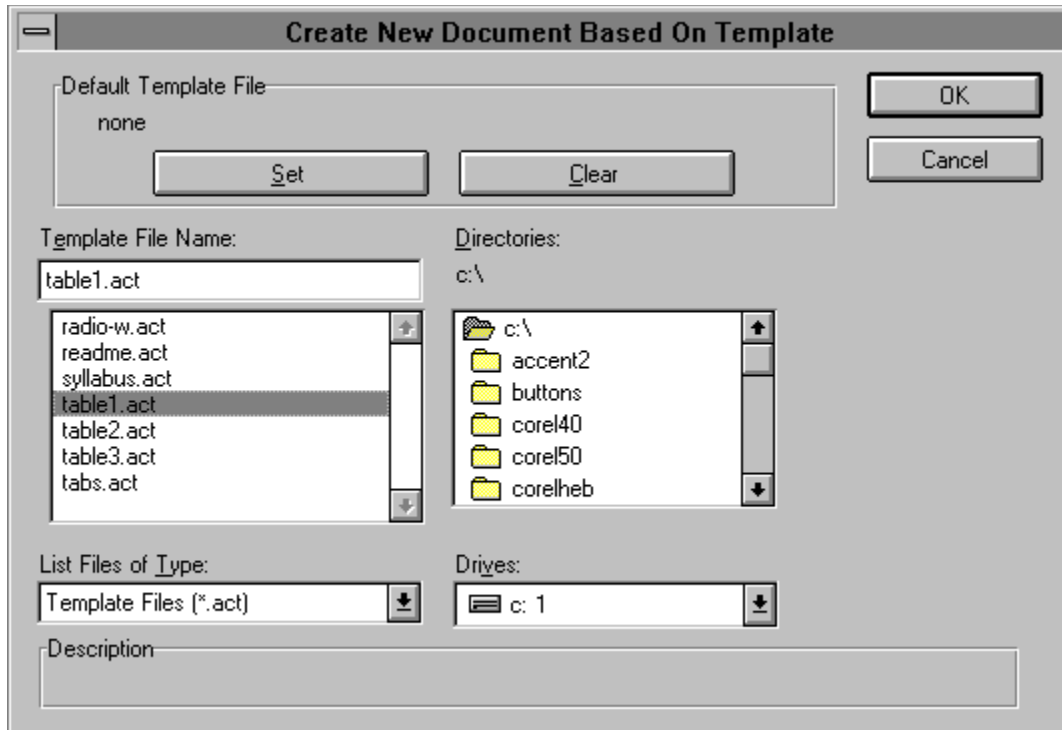 Create New Document Based On Template
Default Template File
none
Set
Clear
OK
Cancel
Template File Name:
table1.act
radio-w.act
readme.act
syllabus.act
table1.act
table2.act
table3.act
tabs.act
Directories:
c:\
c:\
accent2
buttons
corel40
corel50
corelheb
List Files of Type:
Template Files (*.act)
Drives:
c: 1
Description